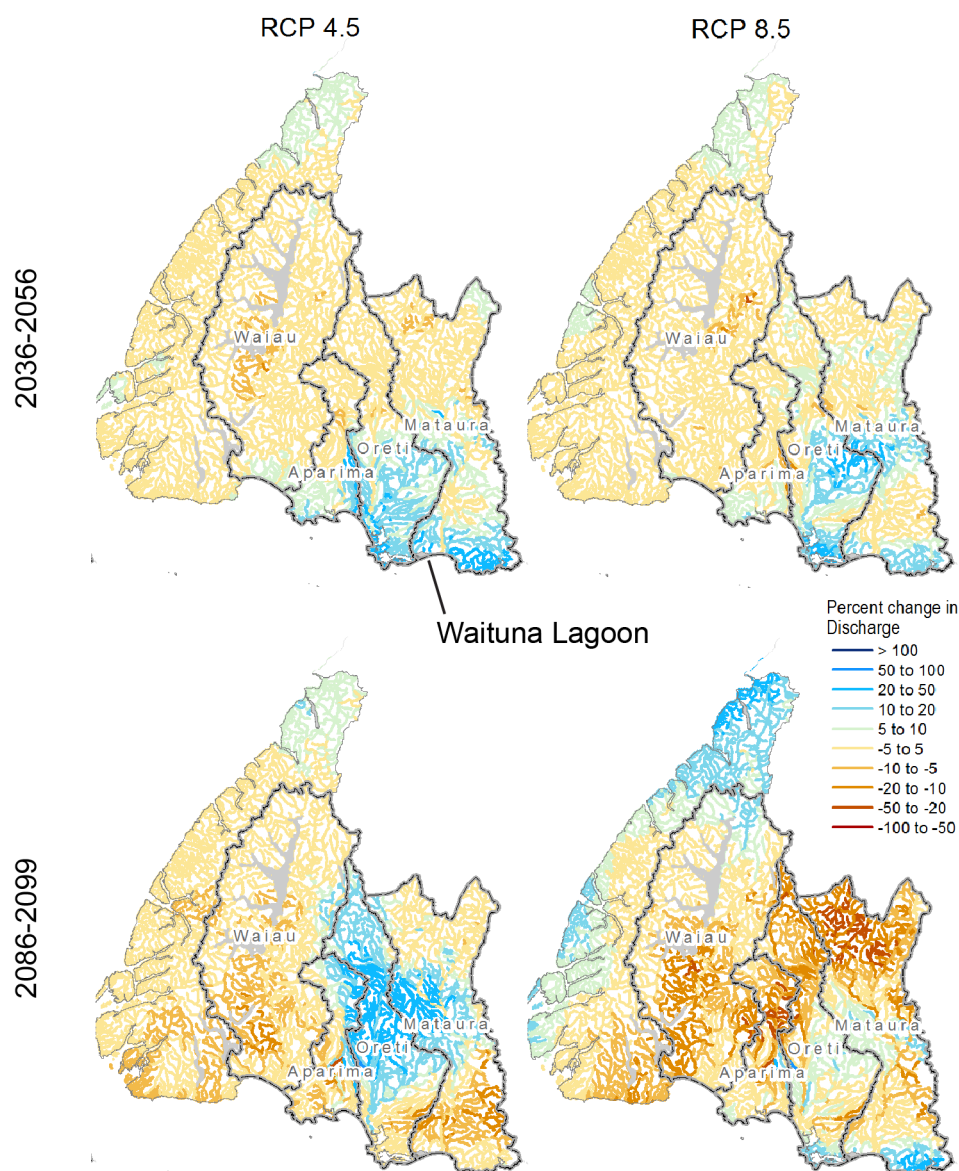 RCP 4.5
RCP 8.5
2036-2056
Waiau
Mataura
Oreti
Aparima
Waiau
Mataura
Oreti
Aparima
Waituna Lagoon
Percent change in
Discharge
> 100
50 to 100
20 to 50
10 to 20
5 to 10
-5 to 5
-10 to -5
-20 to -10
-50 to -20
-100 to -50
2086-2099
Waiau
Mataura
Oreti
Aparima
Waiau
Mataura
Oreti
Aparima